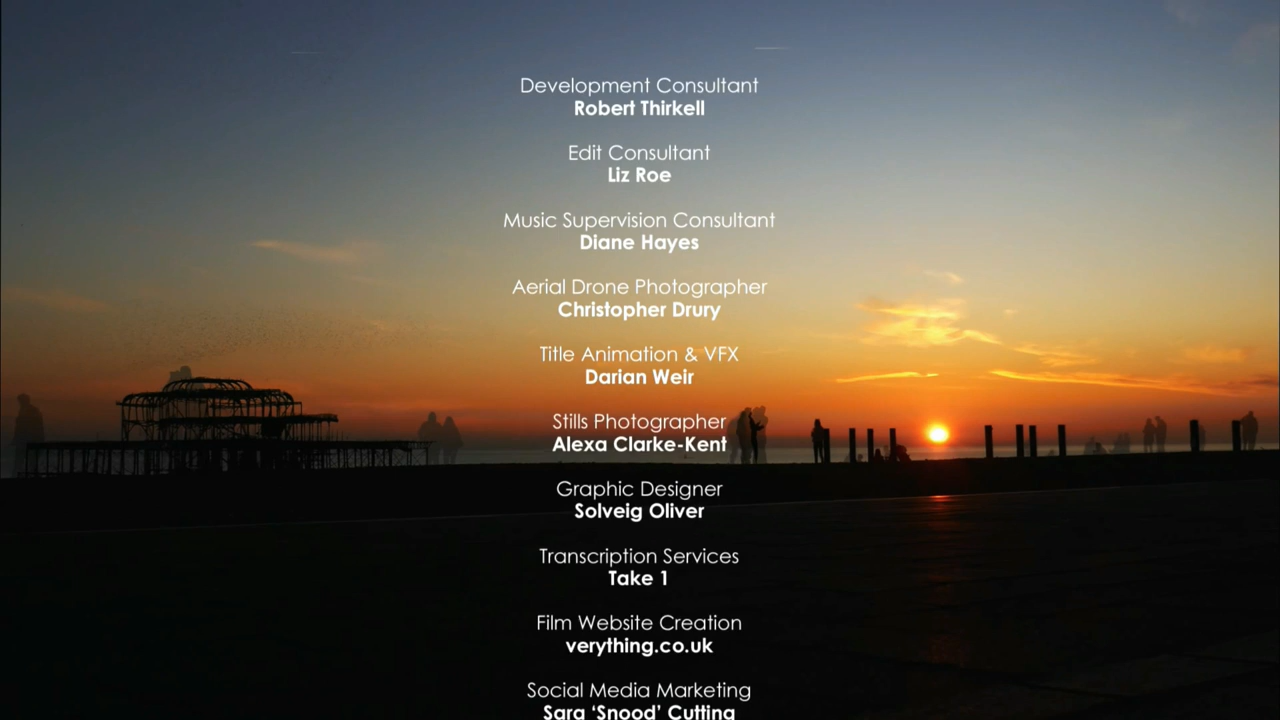 Development Consultant
Robert Thirkell
Edit Consultant
Liz Roe
Music Supervision Consultant
Diane Hayes
Aerial Drone Photographer
Christopher Drury
Title Animation & VFX
Darian Weir
Stills Photographer
Alexa Clarke-Kent
Graphic Designer
Solveig Oliver
Transcription Services
Take 1
Film Website Creation
verything.co.uk
Social Media Marketing
Sara ‘Snood’ Cutting